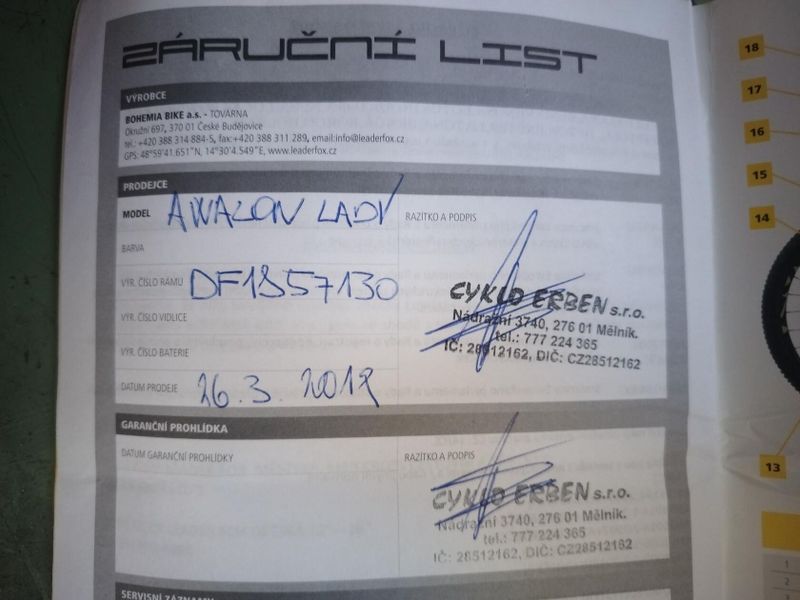 ZÁRUČNÍ LIST
VÝROBCE
BOHEMIA BIKE a.s. - TOVÁRNA
Okružní 697, 370 01 České Budějovice
tel.: +420 388 314 884-5, fax:+420 388 311 289, email:info@leaderfox.cz
GPS: 48°59'41.651"N, 14°30'4.549"E, www.leaderfox.cz
PRODEJCE
MODEL AWALON LADY
RAZÍTKO A PODPIS
BARVA
VÝR. ČÍSLO RÁMU DF1857130
VÝR. ČÍSLO VIDLICE
VÝR. ČÍSLO BATERIE
DATUM PRODEJE 26.3.2019
CYKLO ERBEN s.r.o.
Nádražní 3740, 276 01 Mělník.
tel.: 777 224 365
IČ: 28512162, DIČ: CZ28512162
GARANČNÍ PROHLÍDKA
DATUM GARANČNÍ PROHLÍDKY
RAZÍTKO A PODPIS
CYKLO ERBEN s.r.o.
Nádražní 3740, 276 01 Mělník.
tel.: 777 224 365
IČ: 28512162, DIČ: CZ28512162
SERVISNÍ ZÁZNAMY
18
17
16
15
14
13
1
2